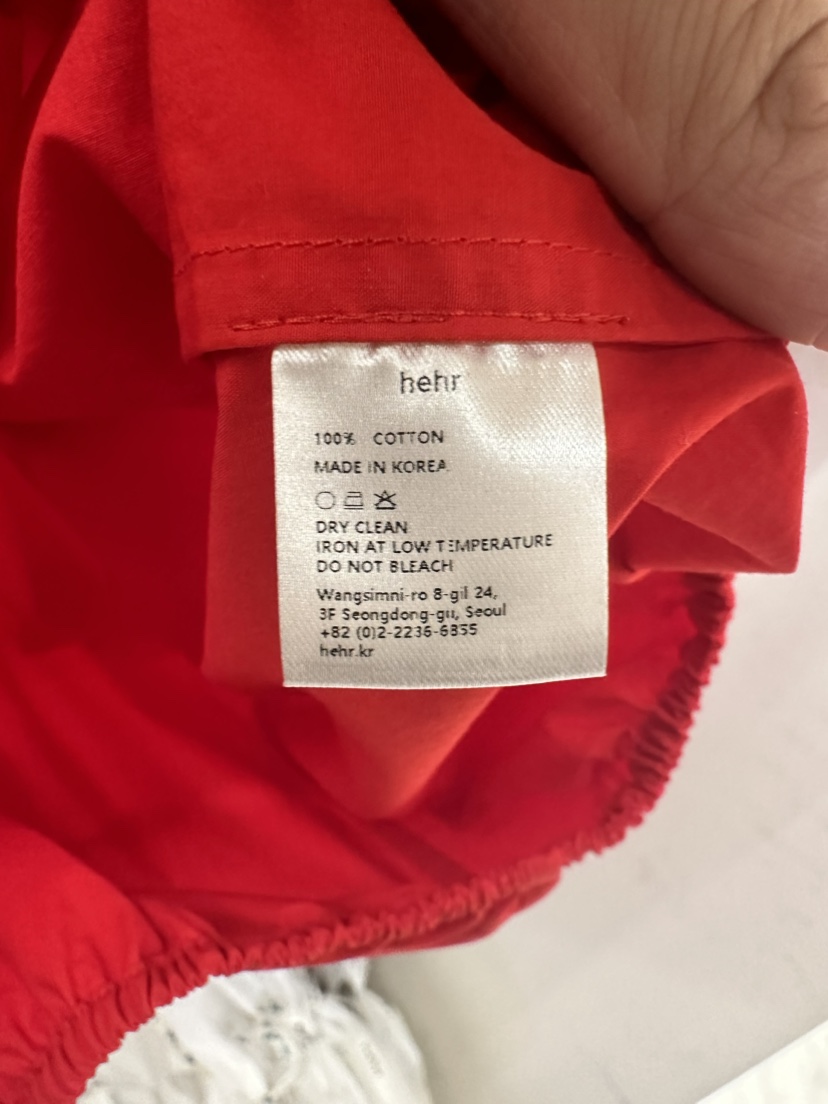 hehr
100% COTTON
MADE IN KOREA
DRY CLEAN
IRON AT LOW TEMPERATURE
DO NOT BLEACH
Wangsimni-ro 8-gil 24,
3F Seongdong-gu, Seoul
+82 (0)2-2236-6835
hehr.kr